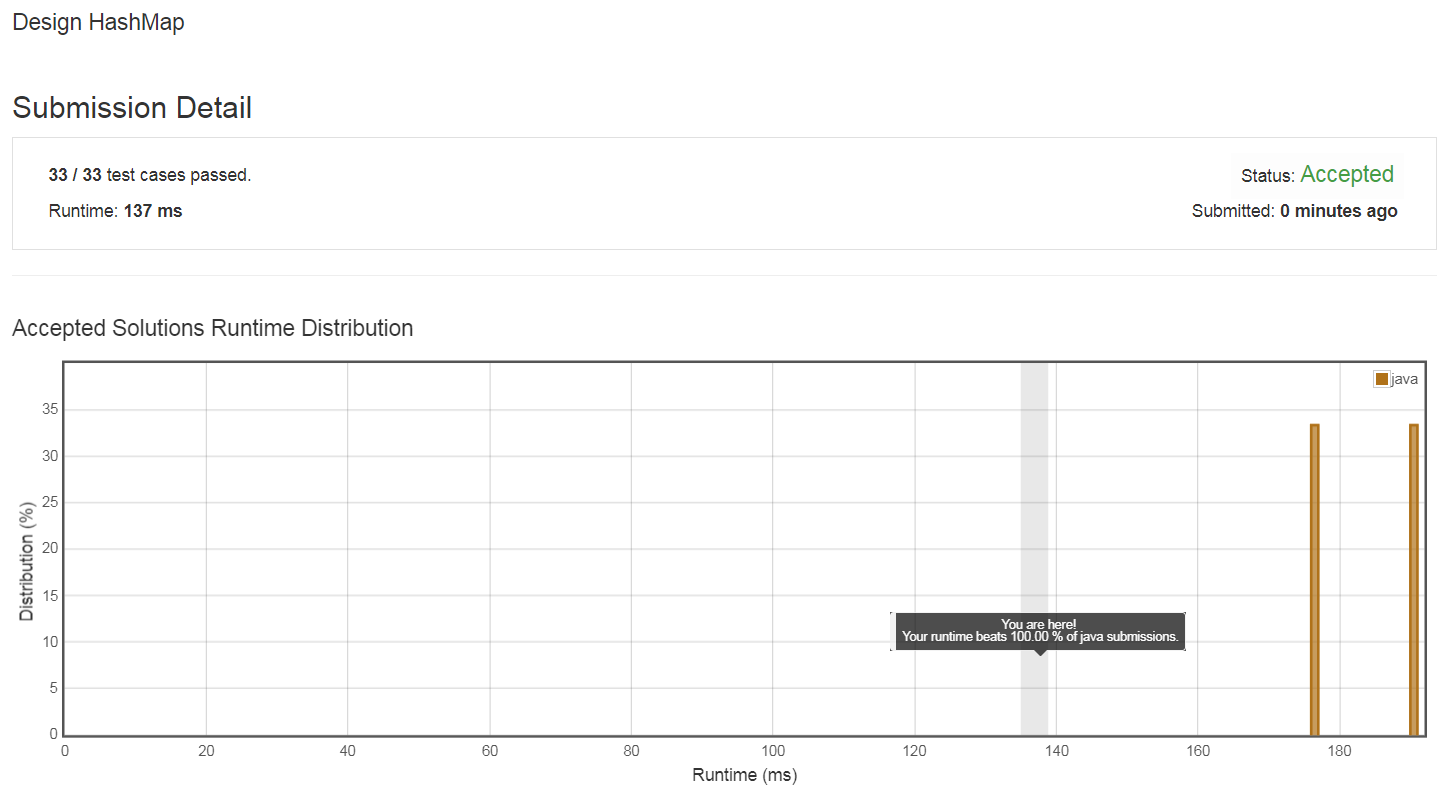 Design HashMap
Submission Detail
33 / 33 test cases passed.
Status: Accepted
Runtime: 137 ms
Submitted: 0 minutes ago
Accepted Solutions Runtime Distribution
java
35
30
25
20
15
10
5
0
Distribution (%)
You are here!
Your runtime beats 100.00 % of java submissions.
0 20 40 60 80 100 120 140 160 180
Runtime (ms)